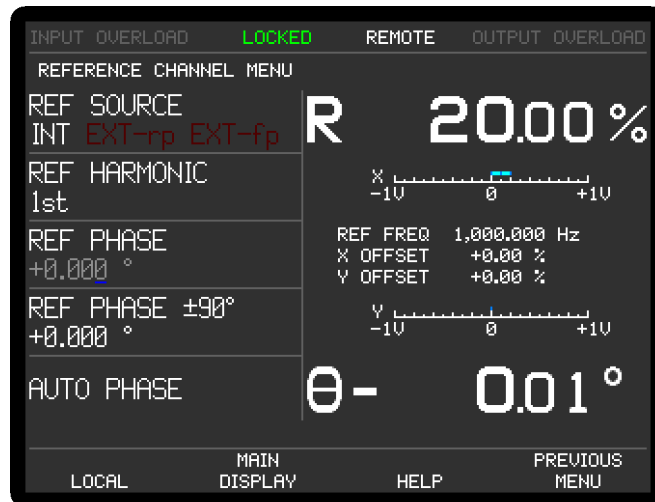 INPUT OVERLOAD LOCKED REMOTE OUTPUT OVERLOAD
REFERENCE CHANNEL MENU
REF SOURCE
INT EXT-rp EXT-fp
REF HARMONIC
1st
REF PHASE
+0.000 °
REF PHASE ±90°
+0.000 °
AUTO PHASE
R 20.00 %
X
-1V 0 +1V
REF FREQ 1,000.000 Hz
X OFFSET +0.00 %
Y OFFSET +0.00 %
Y
-1V 0 +1V
θ- 0.01°
LOCAL
MAIN
DISPLAY
HELP
PREVIOUS
MENU